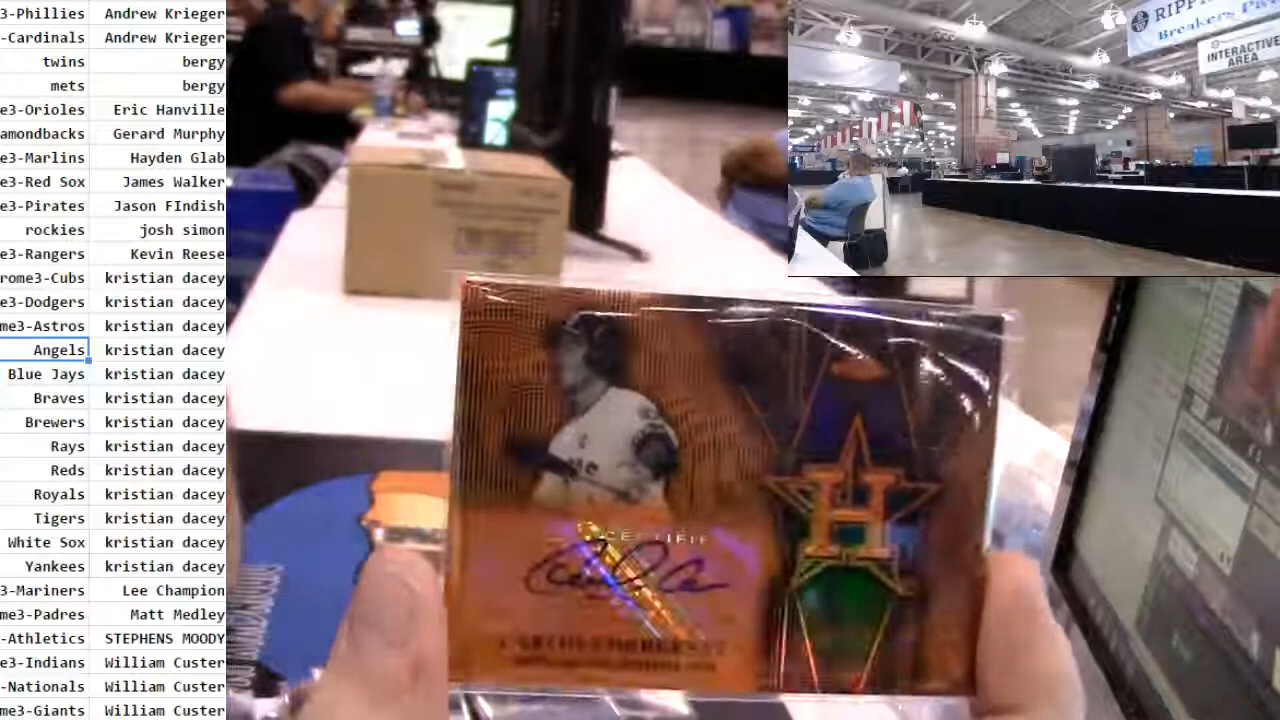 3-Phillies Andrew Krieger
-Cardinals Andrew Krieger
twins bergy
mets bergy
e3-Orioles Eric Hanville
amondbacks Gerard Murphy
e3-Marlins Hayden Glab
e3-Red Sox James Walker
e3-Pirates Jason FIndish
rockies josh simon
e3-Rangers Kevin Reese
rome3-Cubs kristian dacey
e3-Dodgers kristian dacey
me3-Astros kristian dacey
Angels kristian dacey
Blue Jays kristian dacey
Braves kristian dacey
Brewers kristian dacey
Rays kristian dacey
Reds kristian dacey
Royals kristian dacey
Tigers kristian dacey
White Sox kristian dacey
Yankees kristian dacey
3-Mariners Lee Champion
me3-Padres Matt Medley
-Athletics STEPHENS MOODY
e3-Indians William Custer
-Nationals William Custer
me3-Giants William Custer
RIPPI
Breakers Pa
INTERACTIVE
AREA
CERTIFIE
H